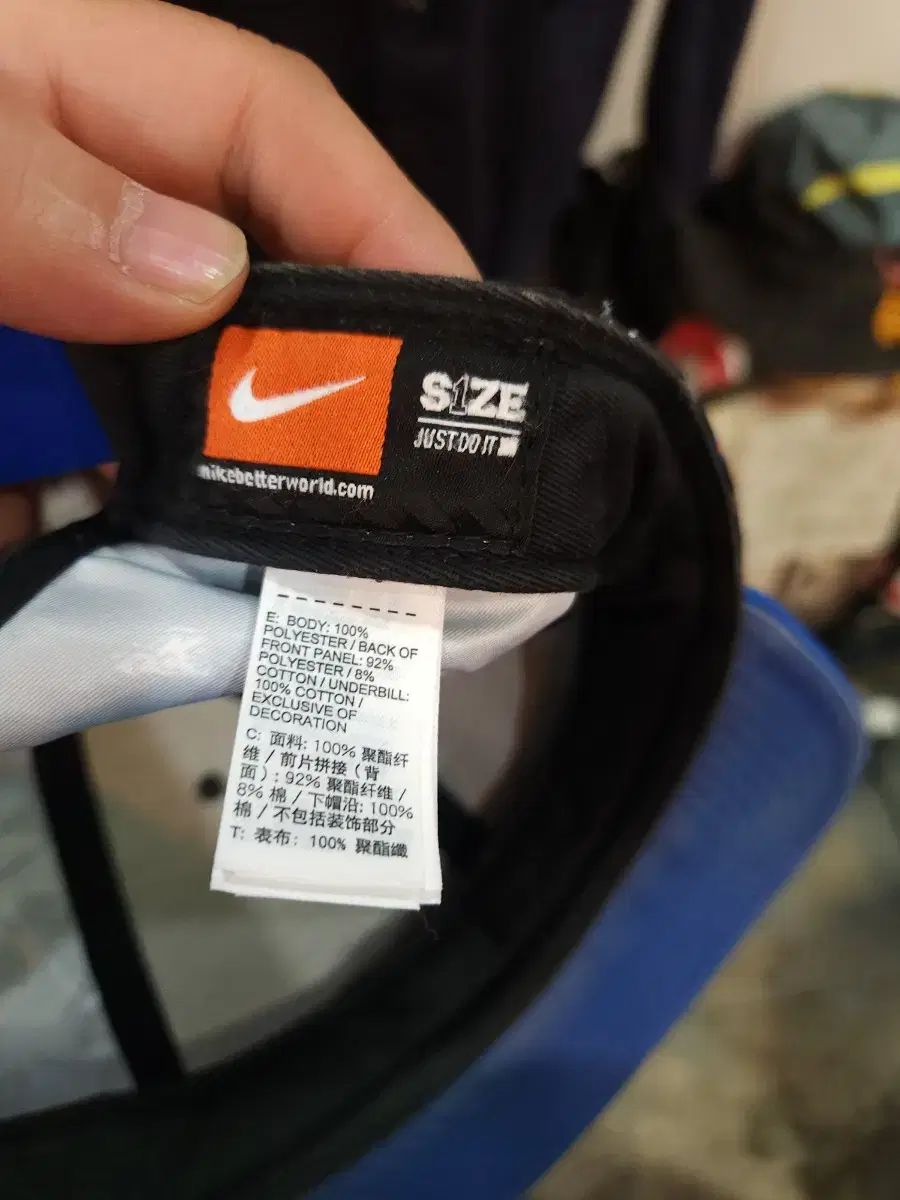 S1ZE
JUST DO IT
nikebetterworld.com
E: BODY: 100%
POLYESTER / BACK OF
FRONT PANEL: 92%
POLYESTER / 8%
COTTON / UNDERBILL:
100% COTTON /
EXCLUSIVE OF
DECORATION
C: 面料: 100% 聚酯纤
维 / 前片拼接 (背
面) : 92% 聚酯纤维 /
8% 棉 / 下帽沿: 100%
棉 / 不包括装饰部分
T: 表布: 100% 聚酯纖